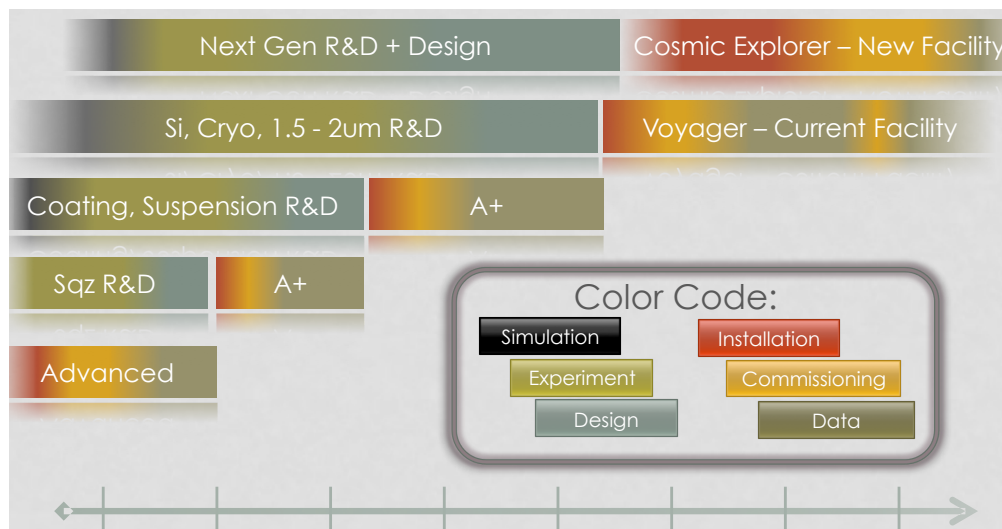 Next Gen R&D + Design
Cosmic Explorer – New Facility
Si, Cryo, 1.5 - 2um R&D
Voyager – Current Facility
Coating, Suspension R&D
A+
Sqz R&D
A+
Advanced
Color Code:
Simulation
Installation
Experiment
Commissioning
Design
Data